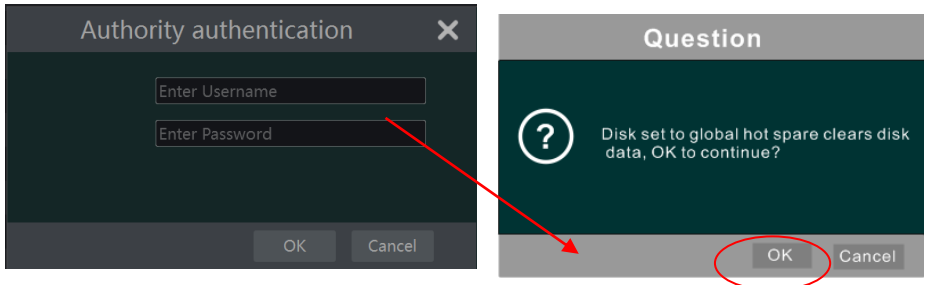 Authority authentication
Enter Username
Enter Password
OK Cancel
Question
?
Disk set to global hot spare clears disk
data, OK to continue?
OK Cancel